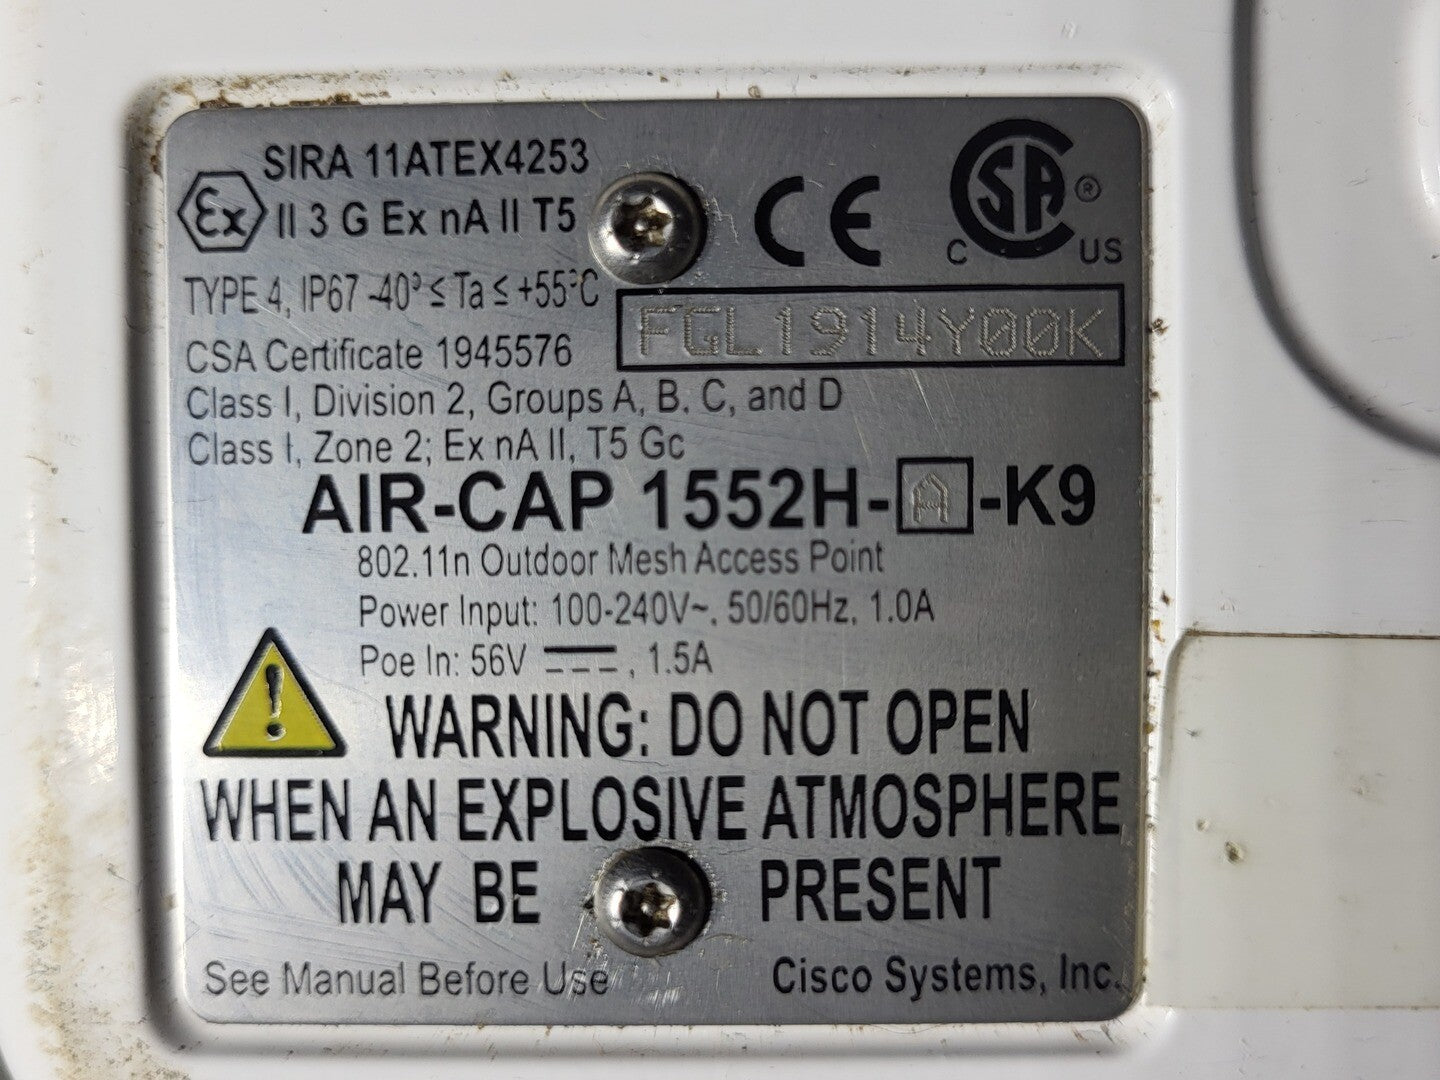 SIRA 11ATEX4253
Ex II 3 G Ex nA II T5
CE
CSA ® C US
TYPE 4, IP67 -40° ≤ Ta ≤ +55°C
FGL1914Y00K
CSA Certificate 1945576
Class I, Division 2, Groups A, B, C, and D
Class I, Zone 2; Ex nA II, T5 Gc
AIR-CAP 1552H-A-K9
802.11n Outdoor Mesh Access Point
Power Input: 100-240V~, 50/60Hz, 1.0A
Poe In: 56V ⎓, 1.5A
! WARNING: DO NOT OPEN
WHEN AN EXPLOSIVE ATMOSPHERE
MAY BE PRESENT
See Manual Before Use Cisco Systems, Inc.